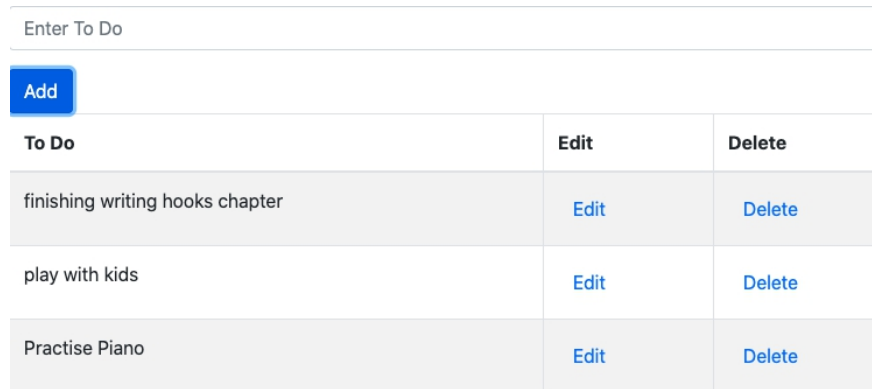 Enter To Do
Add
To Do Edit Delete
finishing writing hooks chapter Edit Delete
play with kids Edit Delete
Practise Piano Edit Delete